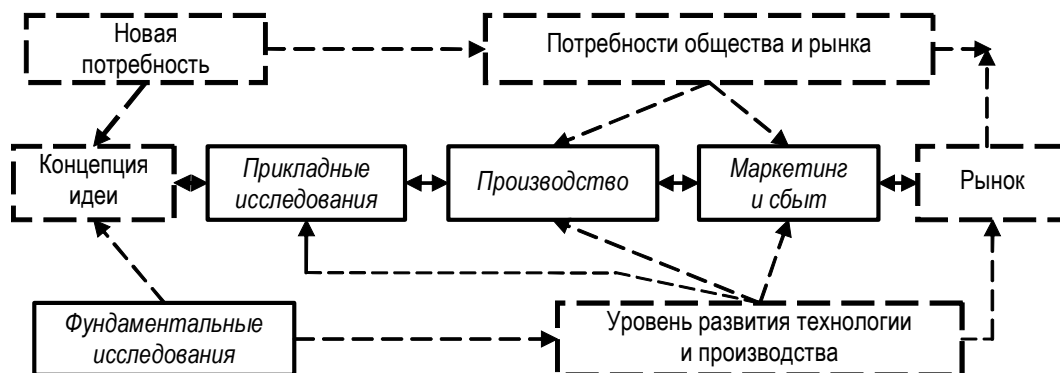 Новая
потребность
Потребности общества и рынка
Концепция
идеи
Прикладные
исследования
Производство
Маркетинг
и сбыт
Рынок
Фундаментальные
исследования
Уровень развития технологии
и производства